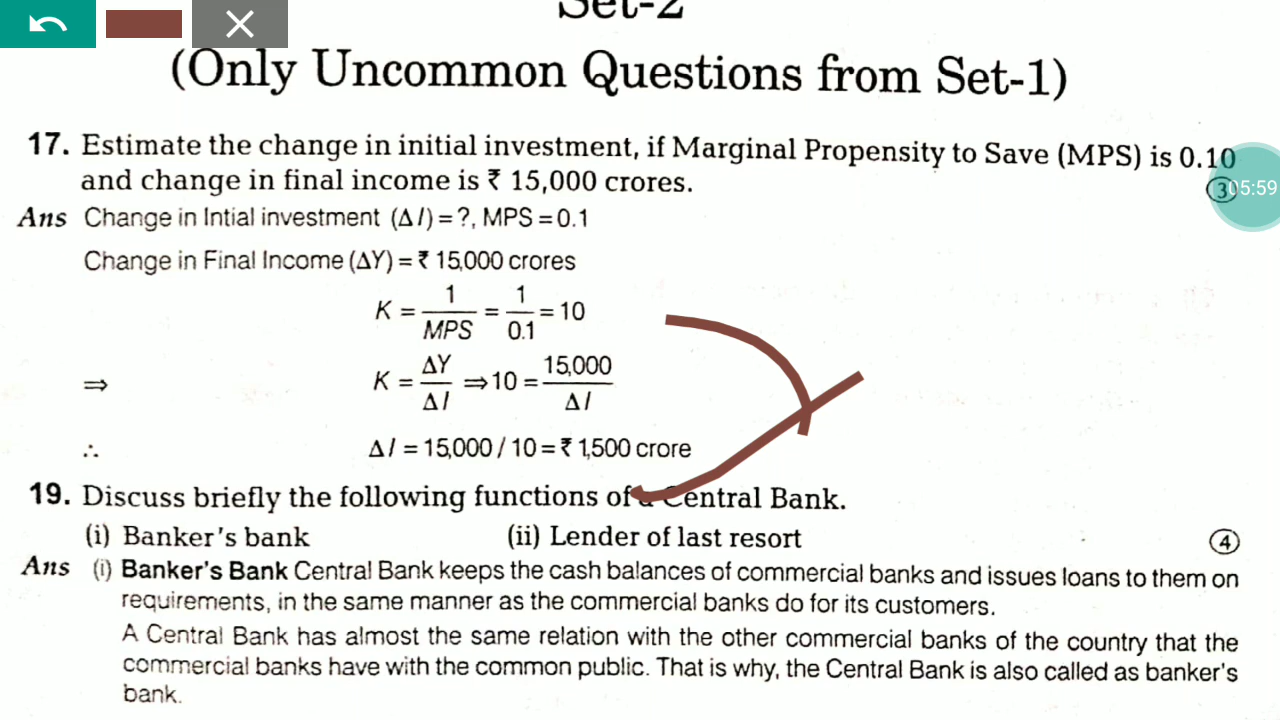 Set-2
(Only Uncommon Questions from Set-1)
17. Estimate the change in initial investment, if Marginal Propensity to Save (MPS) is 0.10
and change in final income is ₹ 15,000 crores. 3
05:59
Ans Change in Intial investment (ΔI) = ?, MPS = 0.1
Change in Final Income (ΔY) = ₹ 15,000 crores
K = 1/MPS = 1/0.1 = 10
⇒ K = ΔY/ΔI ⇒ 10 = 15,000/ΔI
∴ ΔI = 15,000 / 10 = ₹ 1,500 crore
19. Discuss briefly the following functions of a Central Bank.
(i) Banker's bank (ii) Lender of last resort 4
Ans (i) Banker's Bank Central Bank keeps the cash balances of commercial banks and issues loans to them on
requirements, in the same manner as the commercial banks do for its customers.
A Central Bank has almost the same relation with the other commercial banks of the country that the
commercial banks have with the common public. That is why, the Central Bank is also called as banker's
bank.